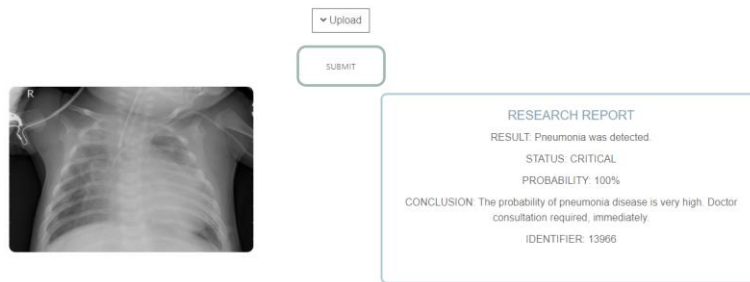 Upload
SUBMIT
R
RESEARCH REPORT
RESULT: Pneumonia was detected.
STATUS: CRITICAL
PROBABILITY: 100%
CONCLUSION: The probability of pneumonia disease is very high. Doctor
consultation required, immediately.
IDENTIFIER: 13966